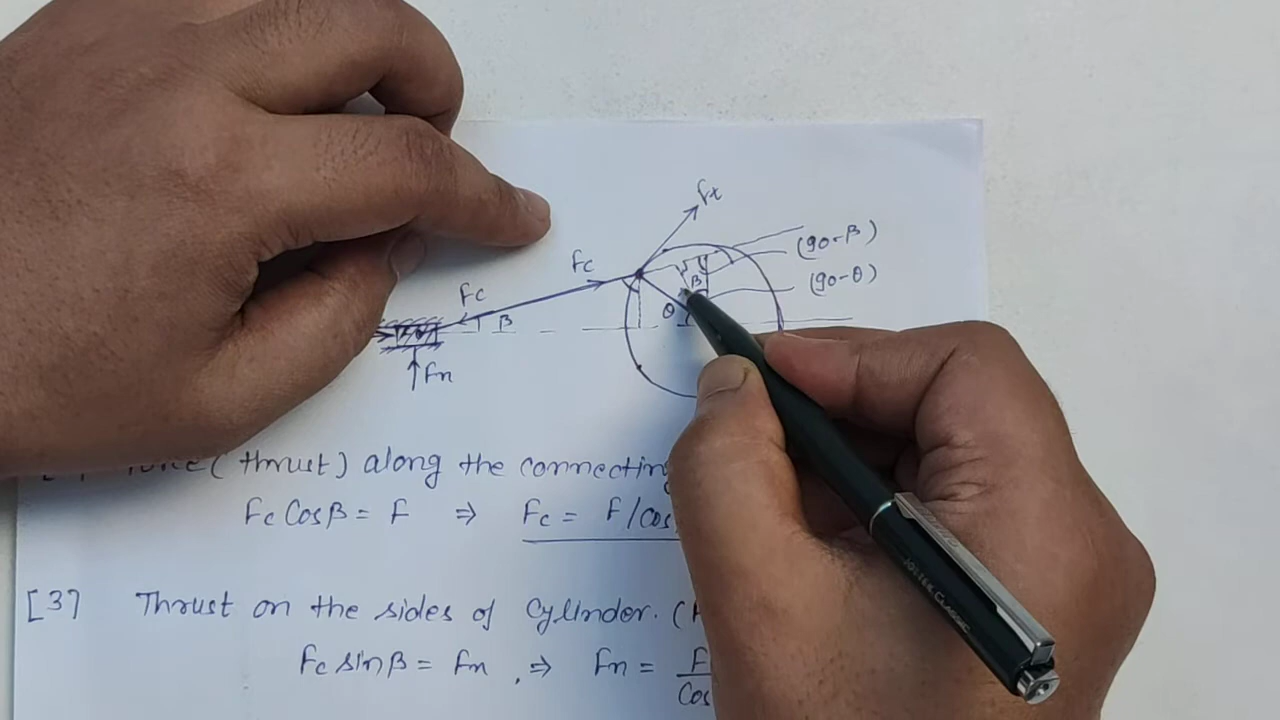 Ft
(90-β)
Fc
β
(90-θ)
Fc
θ
β
Fn
(thrust) along the connecting
Fc Cosβ = F ⇒ Fc = F/cos
[3] Thrust on the sides of Cylinder. (
Fc sinβ = Fn , ⇒ Fn = F
Cos
CLASSIC